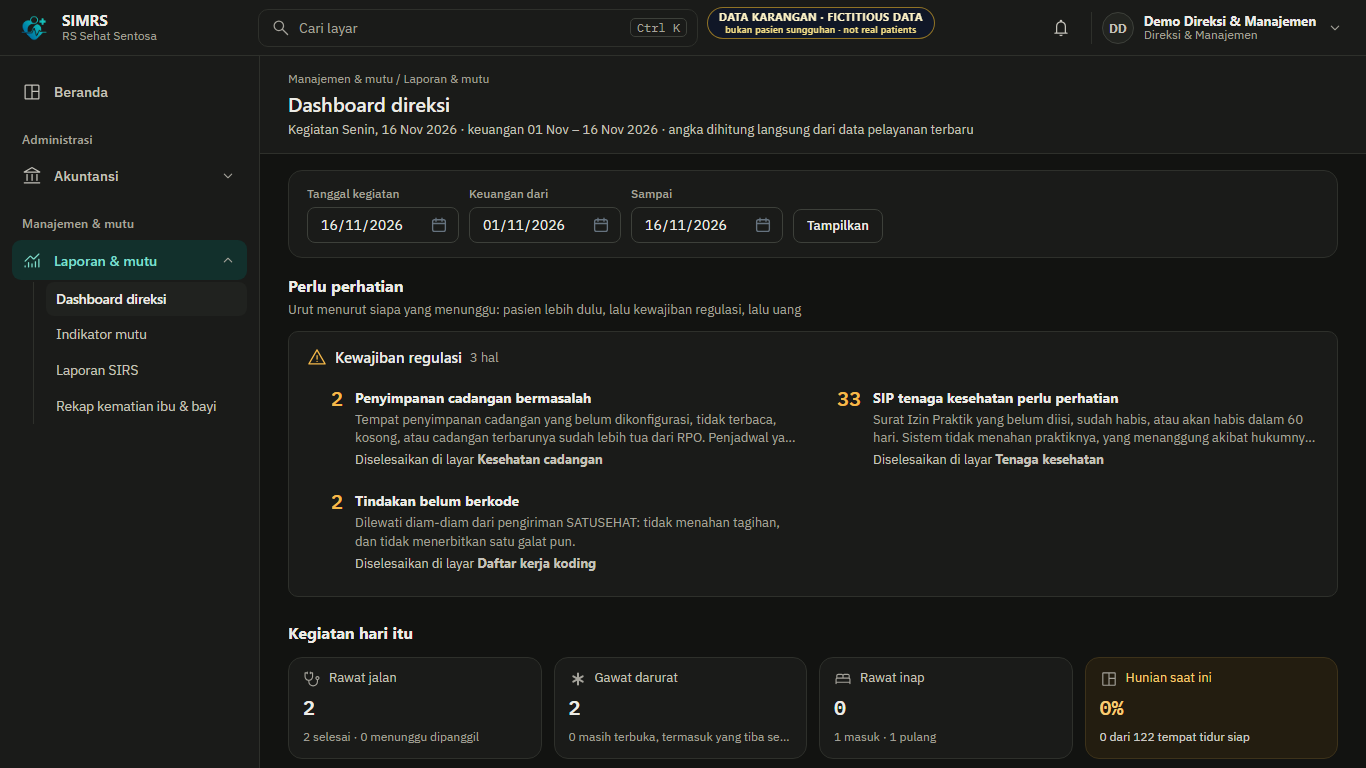 SIMRS
RS Sehat Sentosa
Cari layar
Ctrl K
DATA KARANGAN · FICTITIOUS DATA
bukan pasien sungguhan · not real patients
DD
Demo Direksi & Manajemen
Direksi & Manajemen
Beranda
Administrasi
Akuntansi
Manajemen & mutu
Laporan & mutu
Dashboard direksi
Indikator mutu
Laporan SIRS
Rekap kematian ibu & bayi
Manajemen & mutu / Laporan & mutu
Dashboard direksi
Kegiatan Senin, 16 Nov 2026 · keuangan 01 Nov – 16 Nov 2026 · angka dihitung langsung dari data pelayanan terbaru
Tanggal kegiatan
16/11/2026
Keuangan dari
01/11/2026
Sampai
16/11/2026
Tampilkan
Perlu perhatian
Urut menurut siapa yang menunggu: pasien lebih dulu, lalu kewajiban regulasi, lalu uang
Kewajiban regulasi 3 hal
2 Penyimpanan cadangan bermasalah
Tempat penyimpanan cadangan yang belum dikonfigurasi, tidak terbaca,
kosong, atau cadangan terbarunya sudah lebih tua dari RPO. Penjadwal ya...
Diselesaikan di layar Kesehatan cadangan
33 SIP tenaga kesehatan perlu perhatian
Surat Izin Praktik yang belum diisi, sudah habis, atau akan habis dalam 60
hari. Sistem tidak menahan praktiknya, yang menanggung akibat hukumny...
Diselesaikan di layar Tenaga kesehatan
2 Tindakan belum berkode
Dilewati diam-diam dari pengiriman SATUSEHAT: tidak menahan tagihan,
dan tidak menerbitkan satu galat pun.
Diselesaikan di layar Daftar kerja koding
Kegiatan hari itu
Rawat jalan
2
2 selesai · 0 menunggu dipanggil
Gawat darurat
2
0 masih terbuka, termasuk yang tiba se...
Rawat inap
0
1 masuk · 1 pulang
Hunian saat ini
0%
0 dari 122 tempat tidur siap